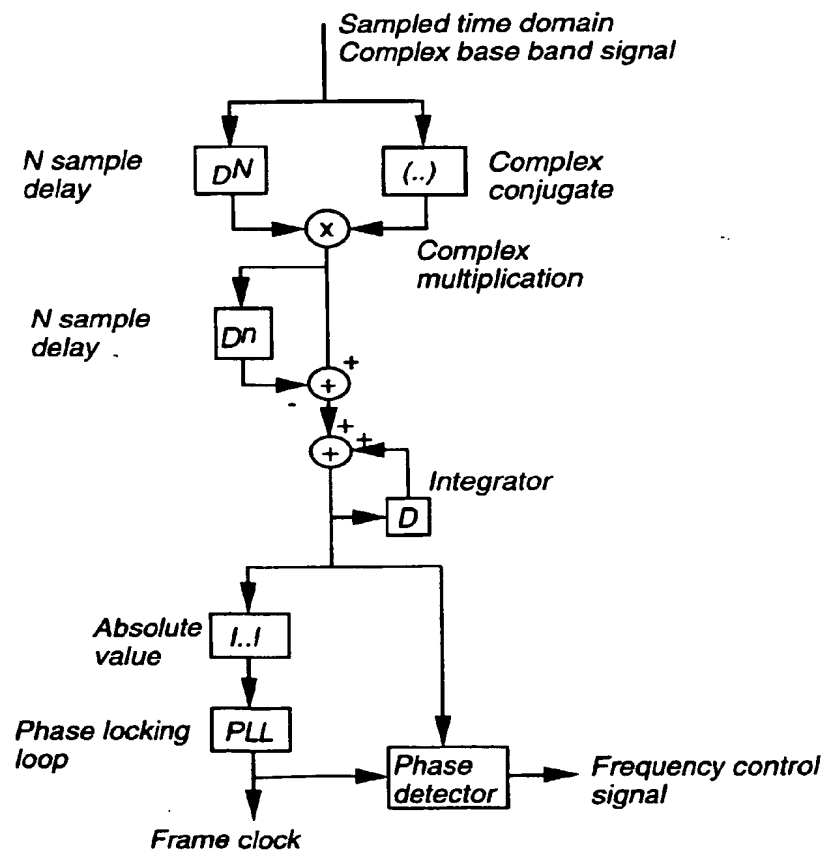 Sampled time domain
Complex base band signal
N sample
delay
DN
(..)
Complex
conjugate
x
Complex
multiplication
N sample
delay
Dn
+
+
-
+
+
+
Integrator
D
Absolute
value
I..I
Phase locking
loop
PLL
Phase
detector
Frequency control
signal
Frame clock